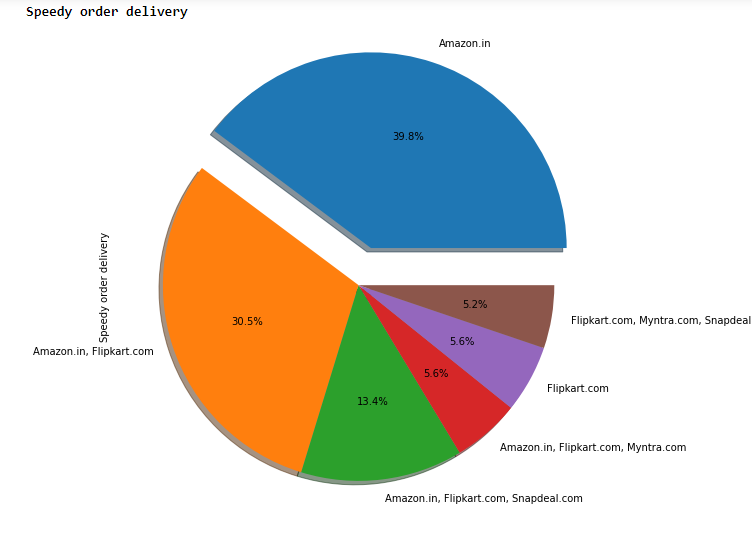 Speedy order delivery
Amazon.in
39.8%
Speedy order delivery
30.5%
Amazon.in, Flipkart.com
13.4%
Amazon.in, Flipkart.com, Snapdeal.com
5.6%
Amazon.in, Flipkart.com, Myntra.com
5.6%
Flipkart.com
5.2%
Flipkart.com, Myntra.com, Snapdeal